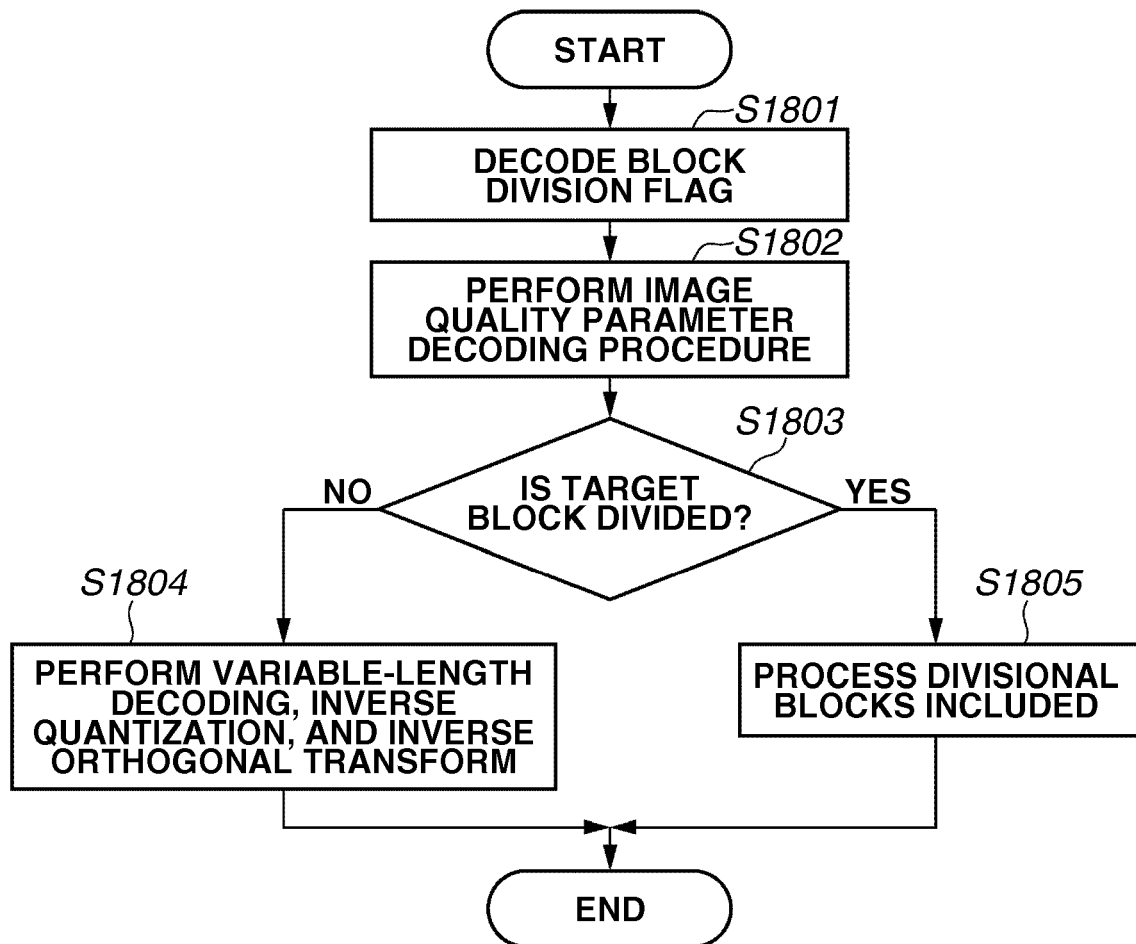 START
S1801
DECODE BLOCK
DIVISION FLAG
S1802
PERFORM IMAGE
QUALITY PARAMETER
DECODING PROCEDURE
S1803
IS TARGET
BLOCK DIVIDED?
NO
YES
S1804
PERFORM VARIABLE-LENGTH
DECODING, INVERSE
QUANTIZATION, AND INVERSE
ORTHOGONAL TRANSFORM
S1805
PROCESS DIVISIONAL
BLOCKS INCLUDED
END